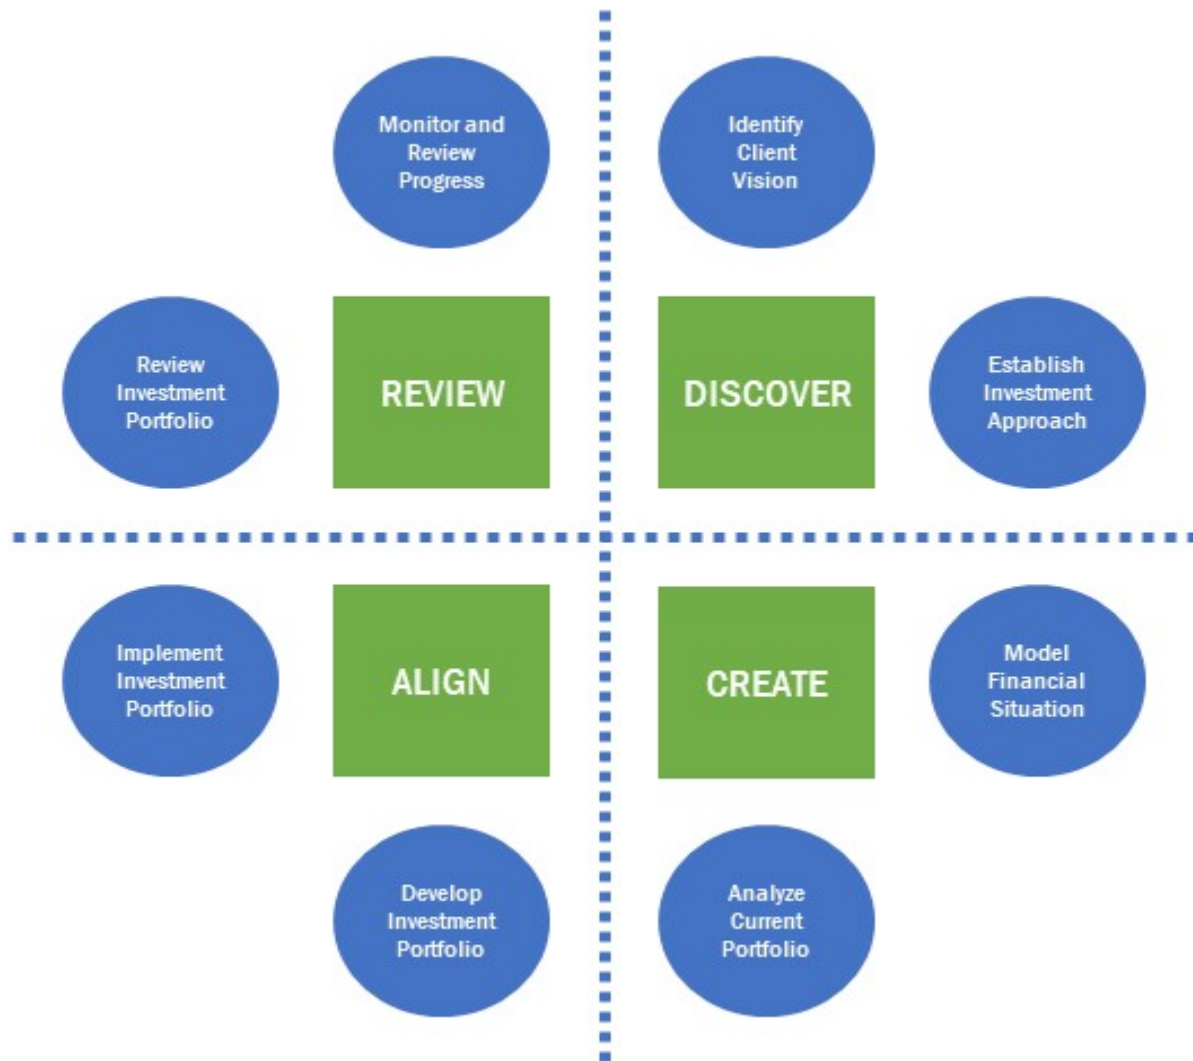 Monitor and
Review
Progress
Identify
Client
Vision
Review
Investment
Portfolio
REVIEW
DISCOVER
Establish
Investment
Approach
Implement
Investment
Portfolio
ALIGN
CREATE
Model
Financial
Situation
Develop
Investment
Portfolio
Analyze
Current
Portfolio